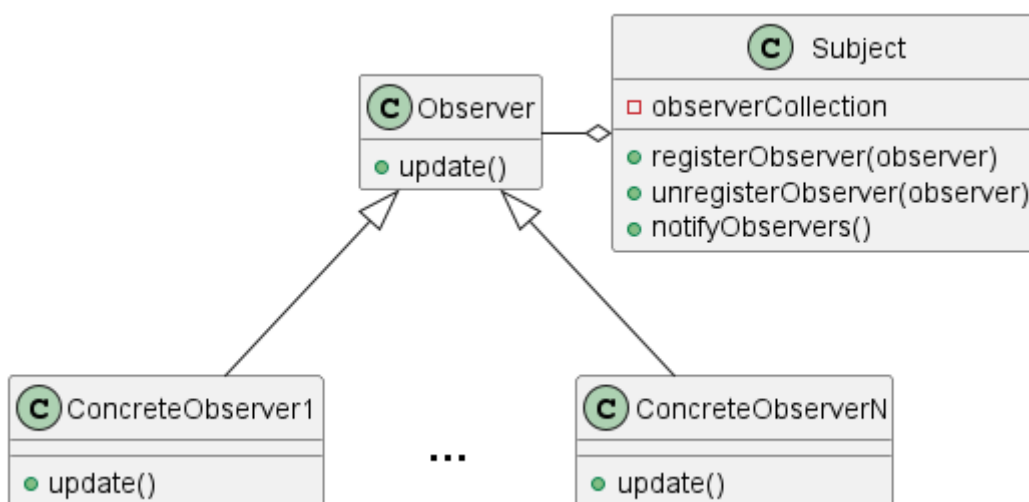 C Subject
observerCollection
registerObserver(observer)
unregisterObserver(observer)
notifyObservers()
C Observer
update()
C ConcreteObserver1
update()
...
C ConcreteObserverN
update()